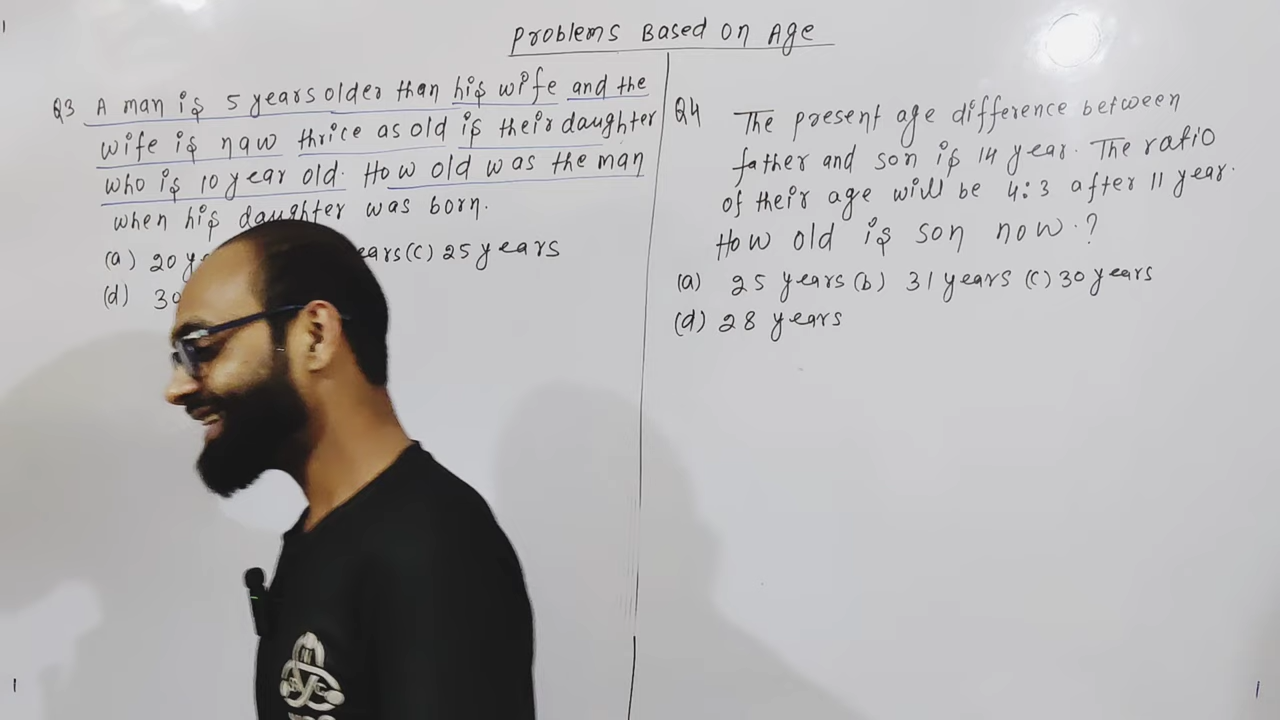 Problems Based on Age
Q3 A man is 5 years older than his wife and the
wife is naw thrice as old is their daughter
who is 10 year old. How old was the man
when his daughter was born.
(a) 20 y ears (c) 25 years
(d) 30
Q4 The present age difference between
father and son is 14 year. The ratio
of their age will be 4:3 after 11 year.
How old is son now.?
(a) 25 years (b) 31 years (c) 30 years
(d) 28 years